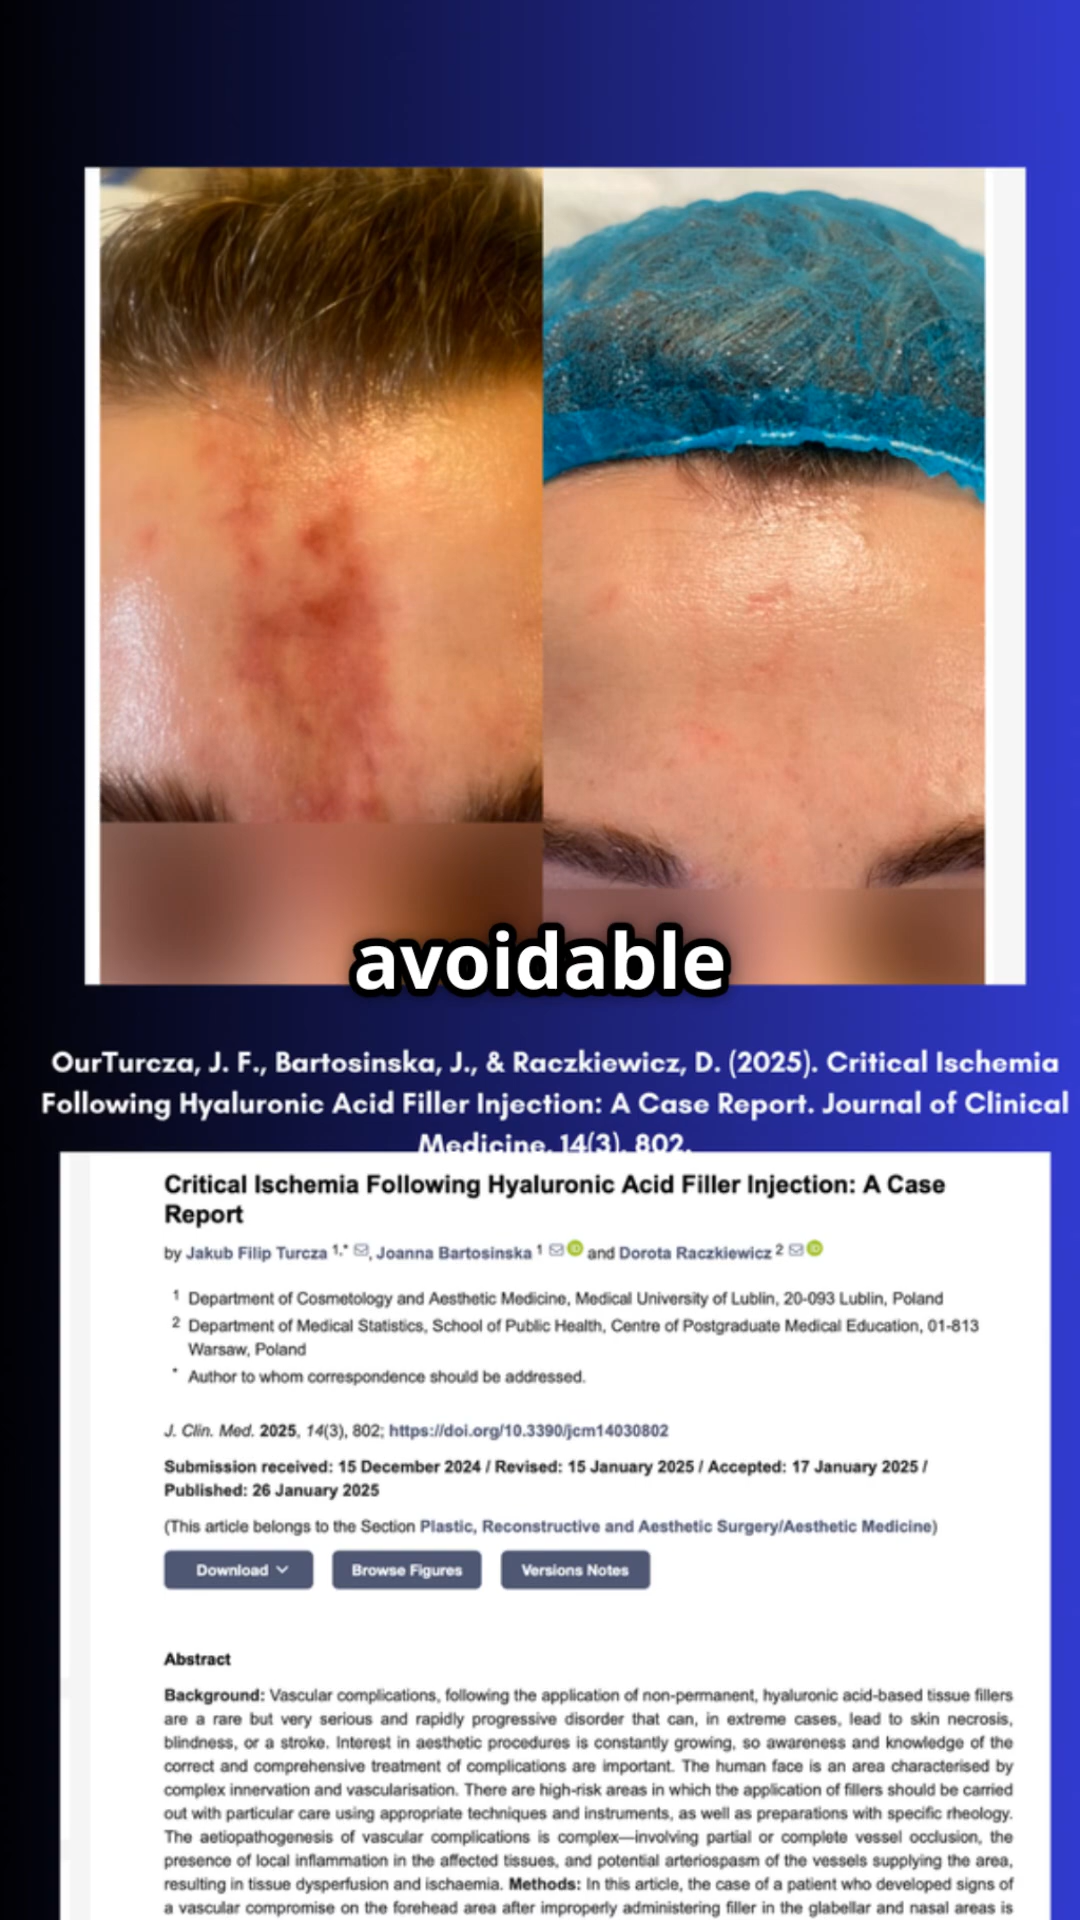 avoidable
OurTurcza, J. F., Bartosinska, J., & Raczkiewicz, D. (2025). Critical Ischemia
Following Hyaluronic Acid Filler Injection: A Case Report. Journal of Clinical
Medicine, 14(3), 802.
Critical Ischemia Following Hyaluronic Acid Filler Injection: A Case
Report
by Jakub Filip Turcza 1,* , Joanna Bartosinska 1 and Dorota Raczkiewicz 2
1 Department of Cosmetology and Aesthetic Medicine, Medical University of Lublin, 20-093 Lublin, Poland
2 Department of Medical Statistics, School of Public Health, Centre of Postgraduate Medical Education, 01-813
Warsaw, Poland
* Author to whom correspondence should be addressed.
J. Clin. Med. 2025, 14(3), 802; https://doi.org/10.3390/jcm14030802
Submission received: 15 December 2024 / Revised: 15 January 2025 / Accepted: 17 January 2025 /
Published: 26 January 2025
(This article belongs to the Section Plastic, Reconstructive and Aesthetic Surgery/Aesthetic Medicine)
Download Browse Figures Versions Notes
Abstract
Background: Vascular complications, following the application of non-permanent, hyaluronic acid-based tissue fillers
are a rare but very serious and rapidly progressive disorder that can, in extreme cases, lead to skin necrosis,
blindness, or a stroke. Interest in aesthetic procedures is constantly growing, so awareness and knowledge of the
correct and comprehensive treatment of complications are important. The human face is an area characterised by
complex innervation and vascularisation. There are high-risk areas in which the application of fillers should be carried
out with particular care using appropriate techniques and instruments, as well as preparations with specific rheology.
The aetiopathogenesis of vascular complications is complex—involving partial or complete vessel occlusion, the
presence of local inflammation in the affected tissues, and potential arteriospasm of the vessels supplying the area,
resulting in tissue dysperfusion and ischaemia. Methods: In this article, the case of a patient who developed signs of
a vascular compromise on the forehead area after improperly administering filler in the glabellar and nasal areas is